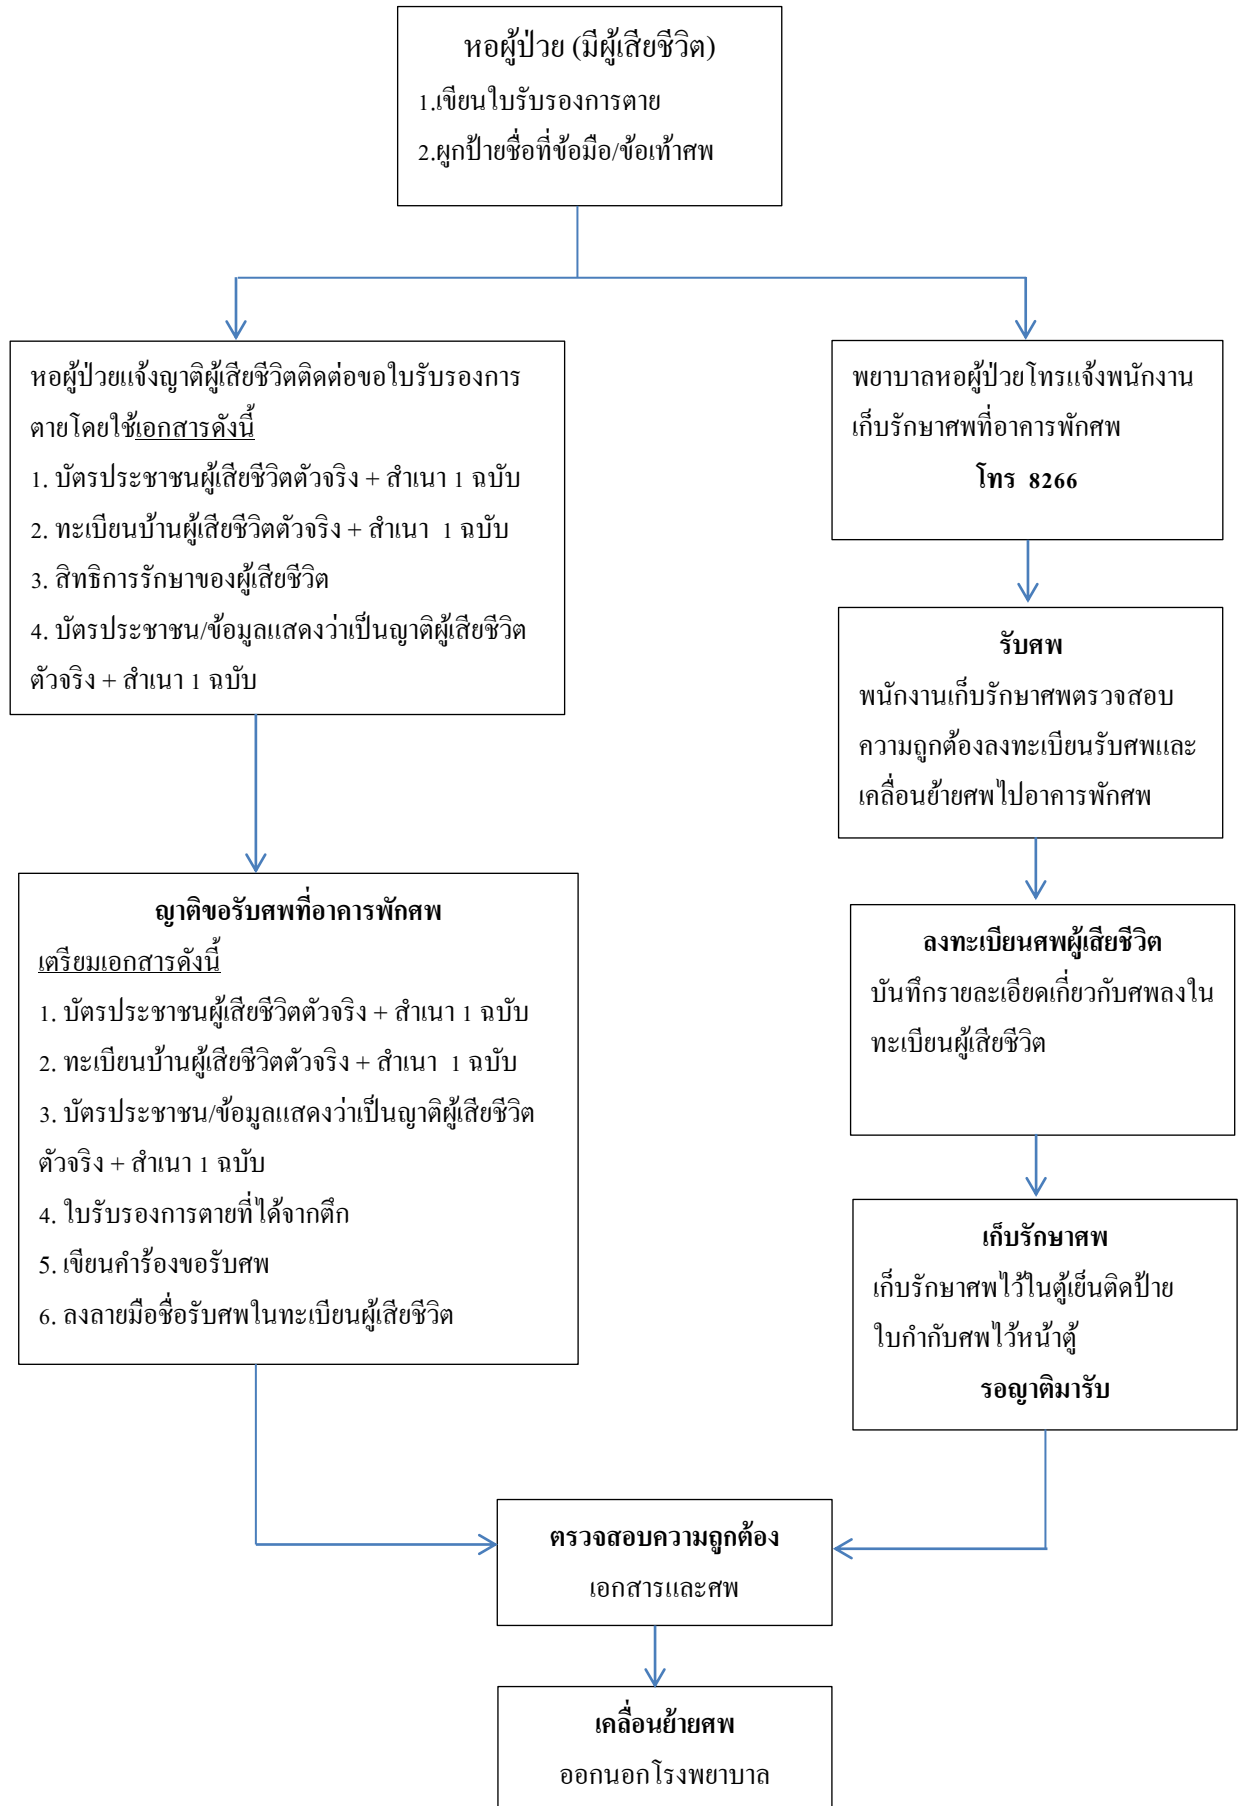 หอผู้ป่วย (มีผู้เสียชีวิต)
1.เขียนใบรับรองการตาย
2.ผูกป้ายชื่อที่ข้อมือ/ข้อเท้าศพ
หอผู้ป่วยแจ้งญาติผู้เสียชีวิตติดต่อขอใบรับรองการ
ตายโดยใช้เอกสารดังนี้
1. บัตรประชาชนผู้เสียชีวิตตัวจริง + สำเนา 1 ฉบับ
2. ทะเบียนบ้านผู้เสียชีวิตตัวจริง + สำเนา 1 ฉบับ
3. สิทธิการรักษาของผู้เสียชีวิต
4. บัตรประชาชน/ข้อมูลแสดงว่าเป็นญาติผู้เสียชีวิต
ตัวจริง + สำเนา 1 ฉบับ
ญาติขอรับศพที่อาคารพักศพ
เตรียมเอกสารดังนี้
1. บัตรประชาชนผู้เสียชีวิตตัวจริง + สำเนา 1 ฉบับ
2. ทะเบียนบ้านผู้เสียชีวิตตัวจริง + สำเนา 1 ฉบับ
3. บัตรประชาชน/ข้อมูลแสดงว่าเป็นญาติผู้เสียชีวิต
ตัวจริง + สำเนา 1 ฉบับ
4. ใบรับรองการตายที่ได้จากตึก
5. เขียนคำร้องขอรับศพ
6. ลงลายมือชื่อรับศพในทะเบียนผู้เสียชีวิต
พยาบาลหอผู้ป่วยโทรแจ้งพนักงาน
เก็บรักษาศพที่อาคารพักศพ
โทร 8266
รับศพ
พนักงานเก็บรักษาศพตรวจสอบ
ความถูกต้องลงทะเบียนรับศพและ
เคลื่อนย้ายศพไปอาคารพักศพ
ลงทะเบียนศพผู้เสียชีวิต
บันทึกรายละเอียดเกี่ยวกับศพลงใน
ทะเบียนผู้เสียชีวิต
เก็บรักษาศพ
เก็บรักษาศพไว้ในตู้เย็นติดป้าย
ใบกำกับศพไว้หน้าตู้
รอญาติมารับ
ตรวจสอบความถูกต้อง
เอกสารและศพ
เคลื่อนย้ายศพ
ออกนอกโรงพยาบาล